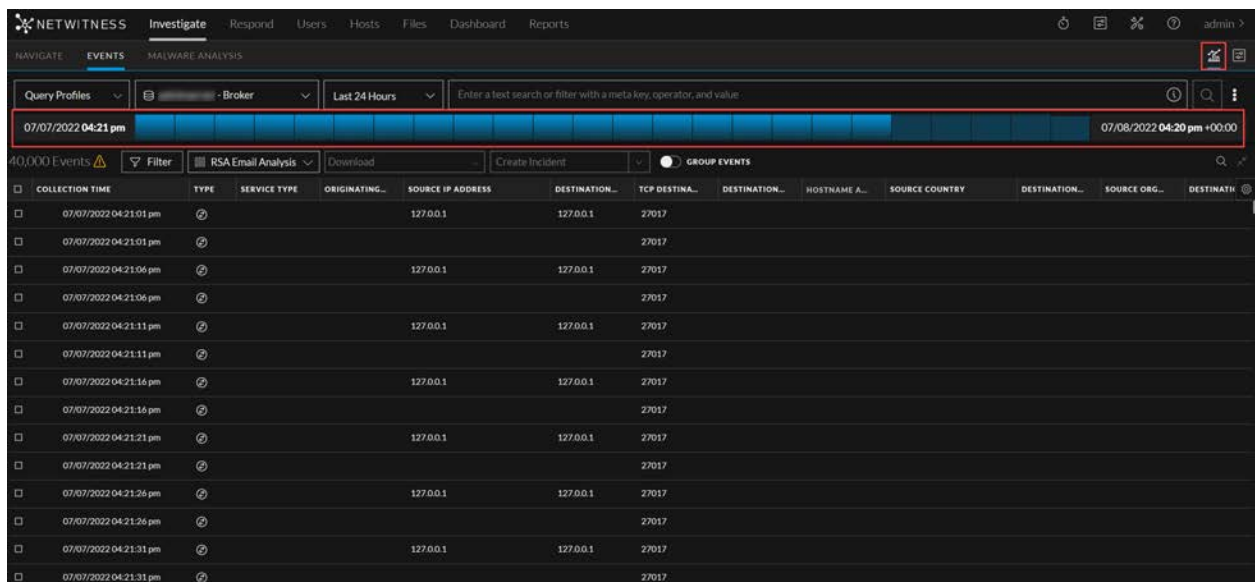 NETWITNESS Investigate Respond Users Hosts Files Dashboard Reports admin >
NAVIGATE EVENTS MALWARE ANALYSIS
Query Profiles - Broker Last 24 Hours Enter a text search or filter with a meta key, operator, and value
07/07/2022 04:21 pm 07/08/2022 04:20 pm +00:00
40,000 Events Filter RSA Email Analysis Download Create Incident GROUP EVENTS
COLLECTION TIME TYPE SERVICE TYPE ORIGINATING... SOURCE IP ADDRESS DESTINATION... TCP DESTINA... DESTINATION... HOSTNAME A... SOURCE COUNTRY DESTINATION... SOURCE ORG... DESTINATI
07/07/2022 04:21:01 pm 127.0.0.1 127.0.0.1 27017
07/07/2022 04:21:01 pm 27017
07/07/2022 04:21:06 pm 127.0.0.1 127.0.0.1 27017
07/07/2022 04:21:06 pm 27017
07/07/2022 04:21:11 pm 127.0.0.1 127.0.0.1 27017
07/07/2022 04:21:11 pm 27017
07/07/2022 04:21:16 pm 127.0.0.1 127.0.0.1 27017
07/07/2022 04:21:16 pm 27017
07/07/2022 04:21:21 pm 127.0.0.1 127.0.0.1 27017
07/07/2022 04:21:21 pm 27017
07/07/2022 04:21:26 pm 127.0.0.1 127.0.0.1 27017
07/07/2022 04:21:26 pm 27017
07/07/2022 04:21:31 pm 127.0.0.1 127.0.0.1 27017
07/07/2022 04:21:31 pm 27017